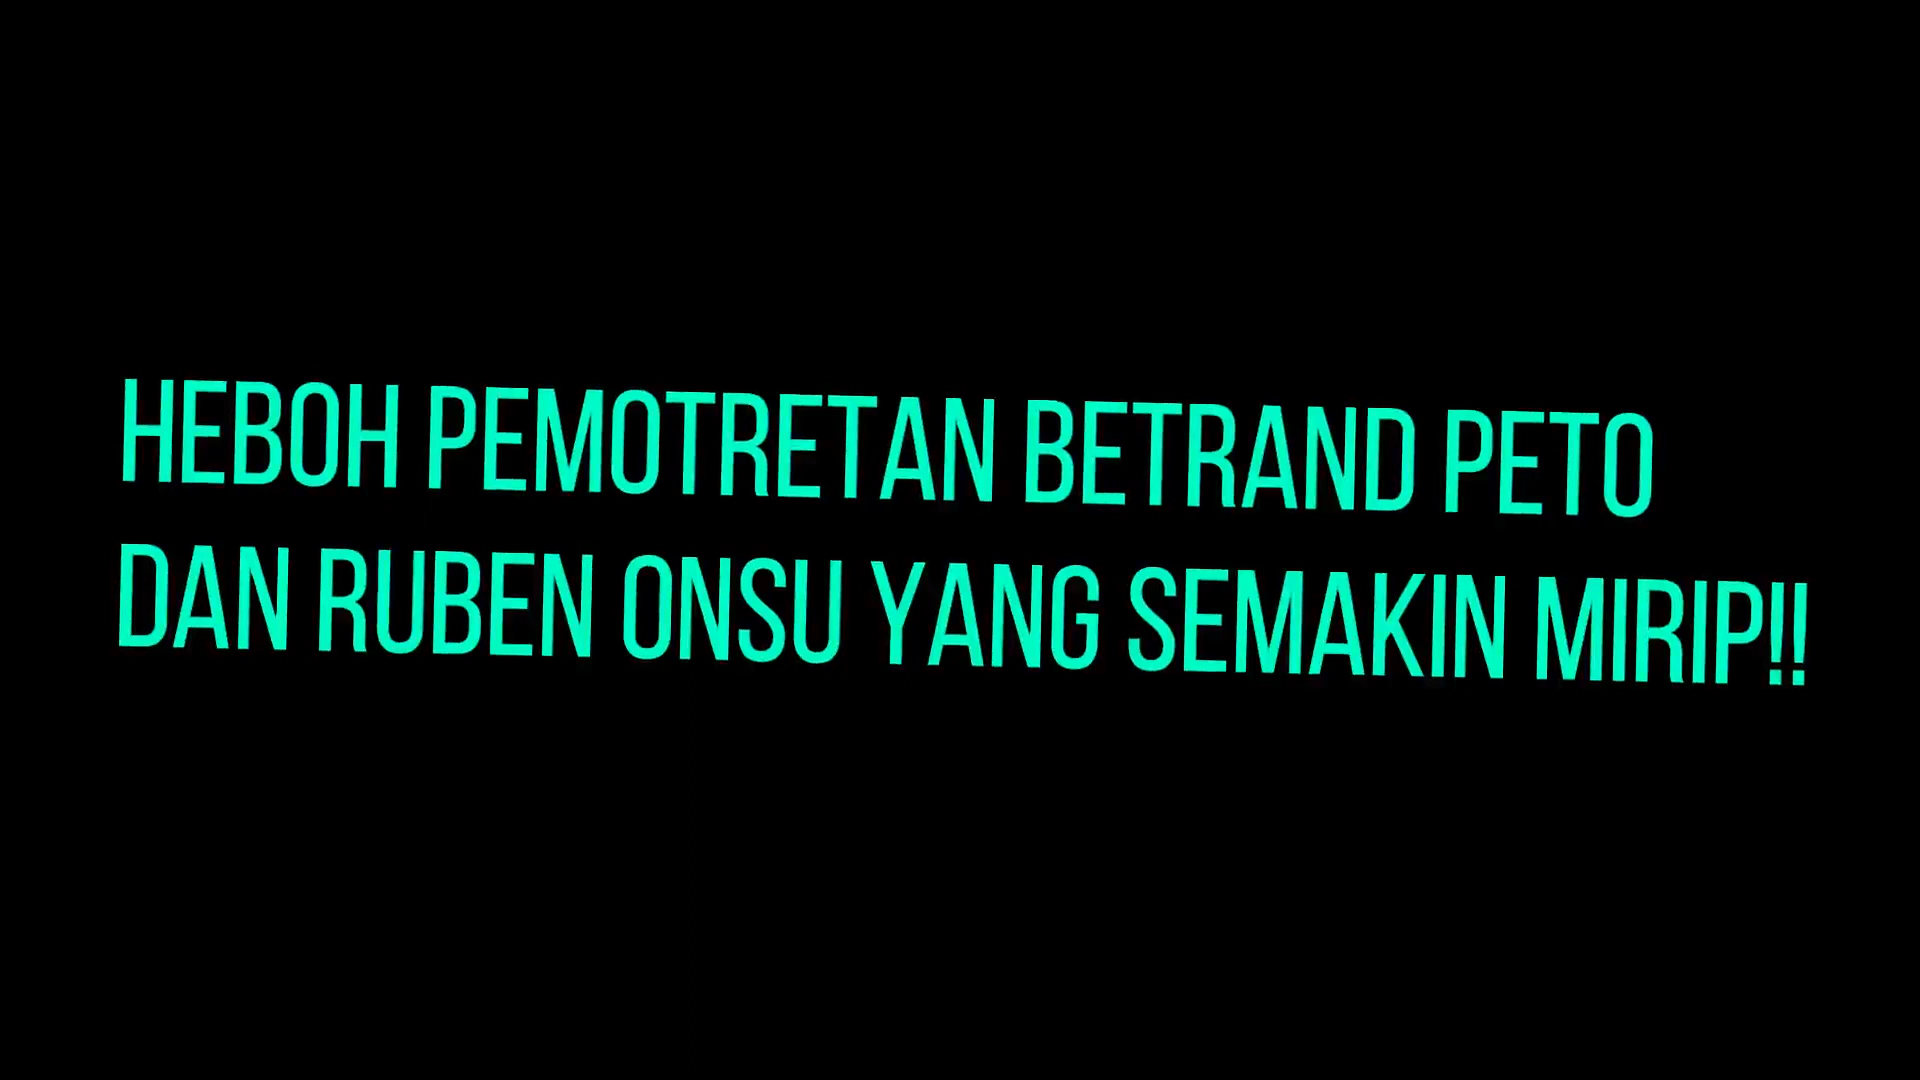 HEBOH PEMOTRETAN BETRAND PETO
DAN RUBEN ONSU YANG SEMAKIN MIRIP!!